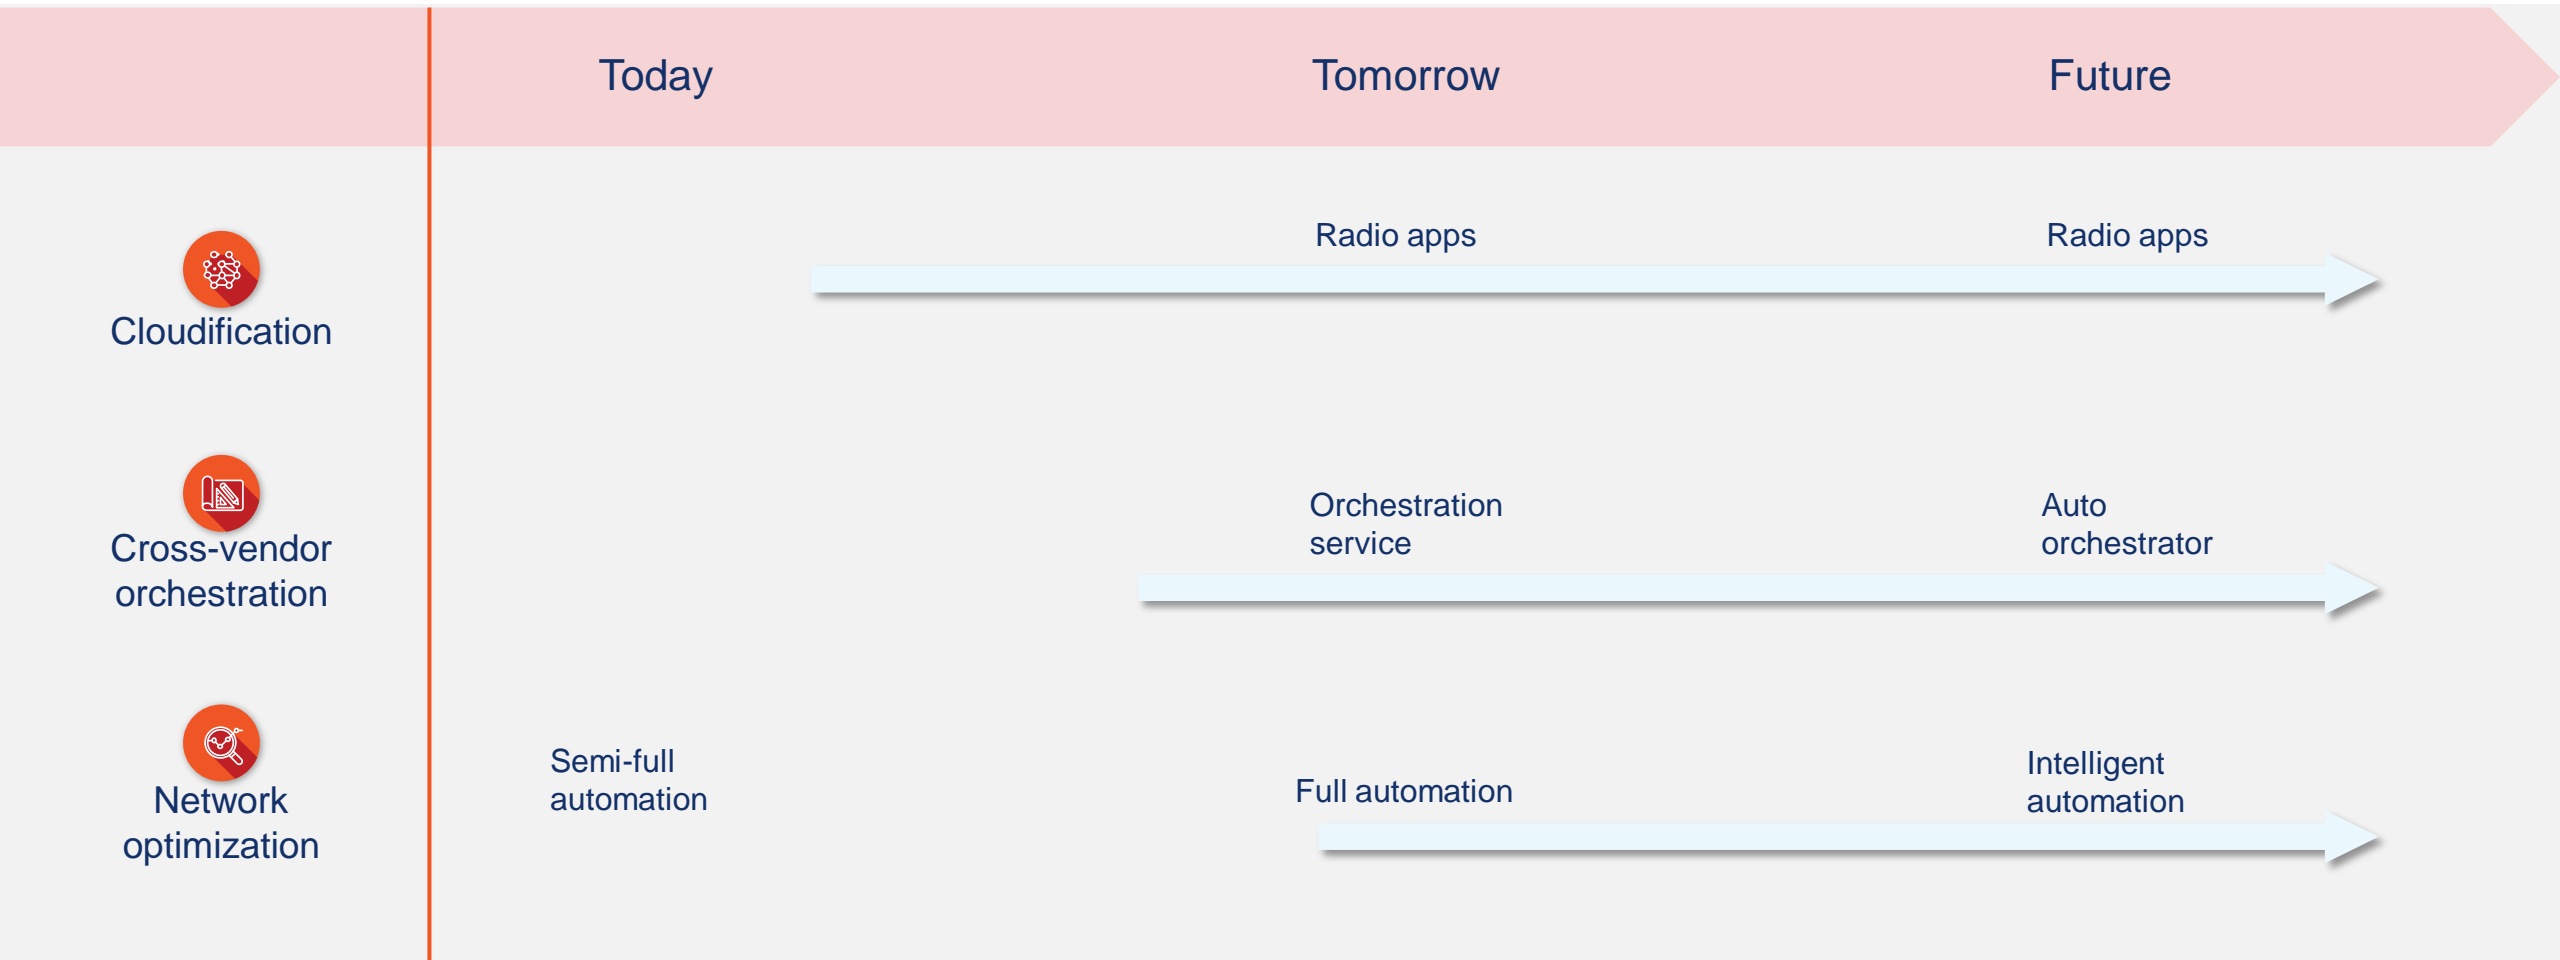 Today
Tomorrow
Future
Radio apps
Radio apps
Cloudification
Orchestration
service
Auto
orchestrator
Cross-vendor
orchestration
Semi-full
automation
Full automation
Intelligent
automation
Network
optimization